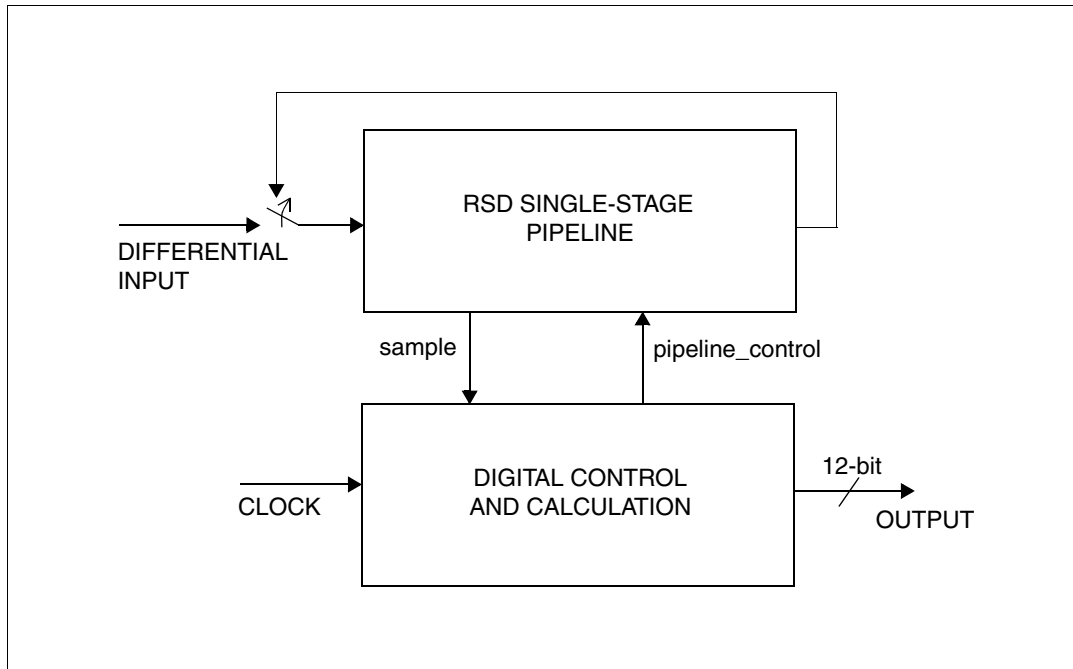 RSD SINGLE-STAGE
PIPELINE
DIFFERENTIAL
INPUT
sample
pipeline_control
DIGITAL CONTROL
AND CALCULATION
CLOCK
12-bit
OUTPUT